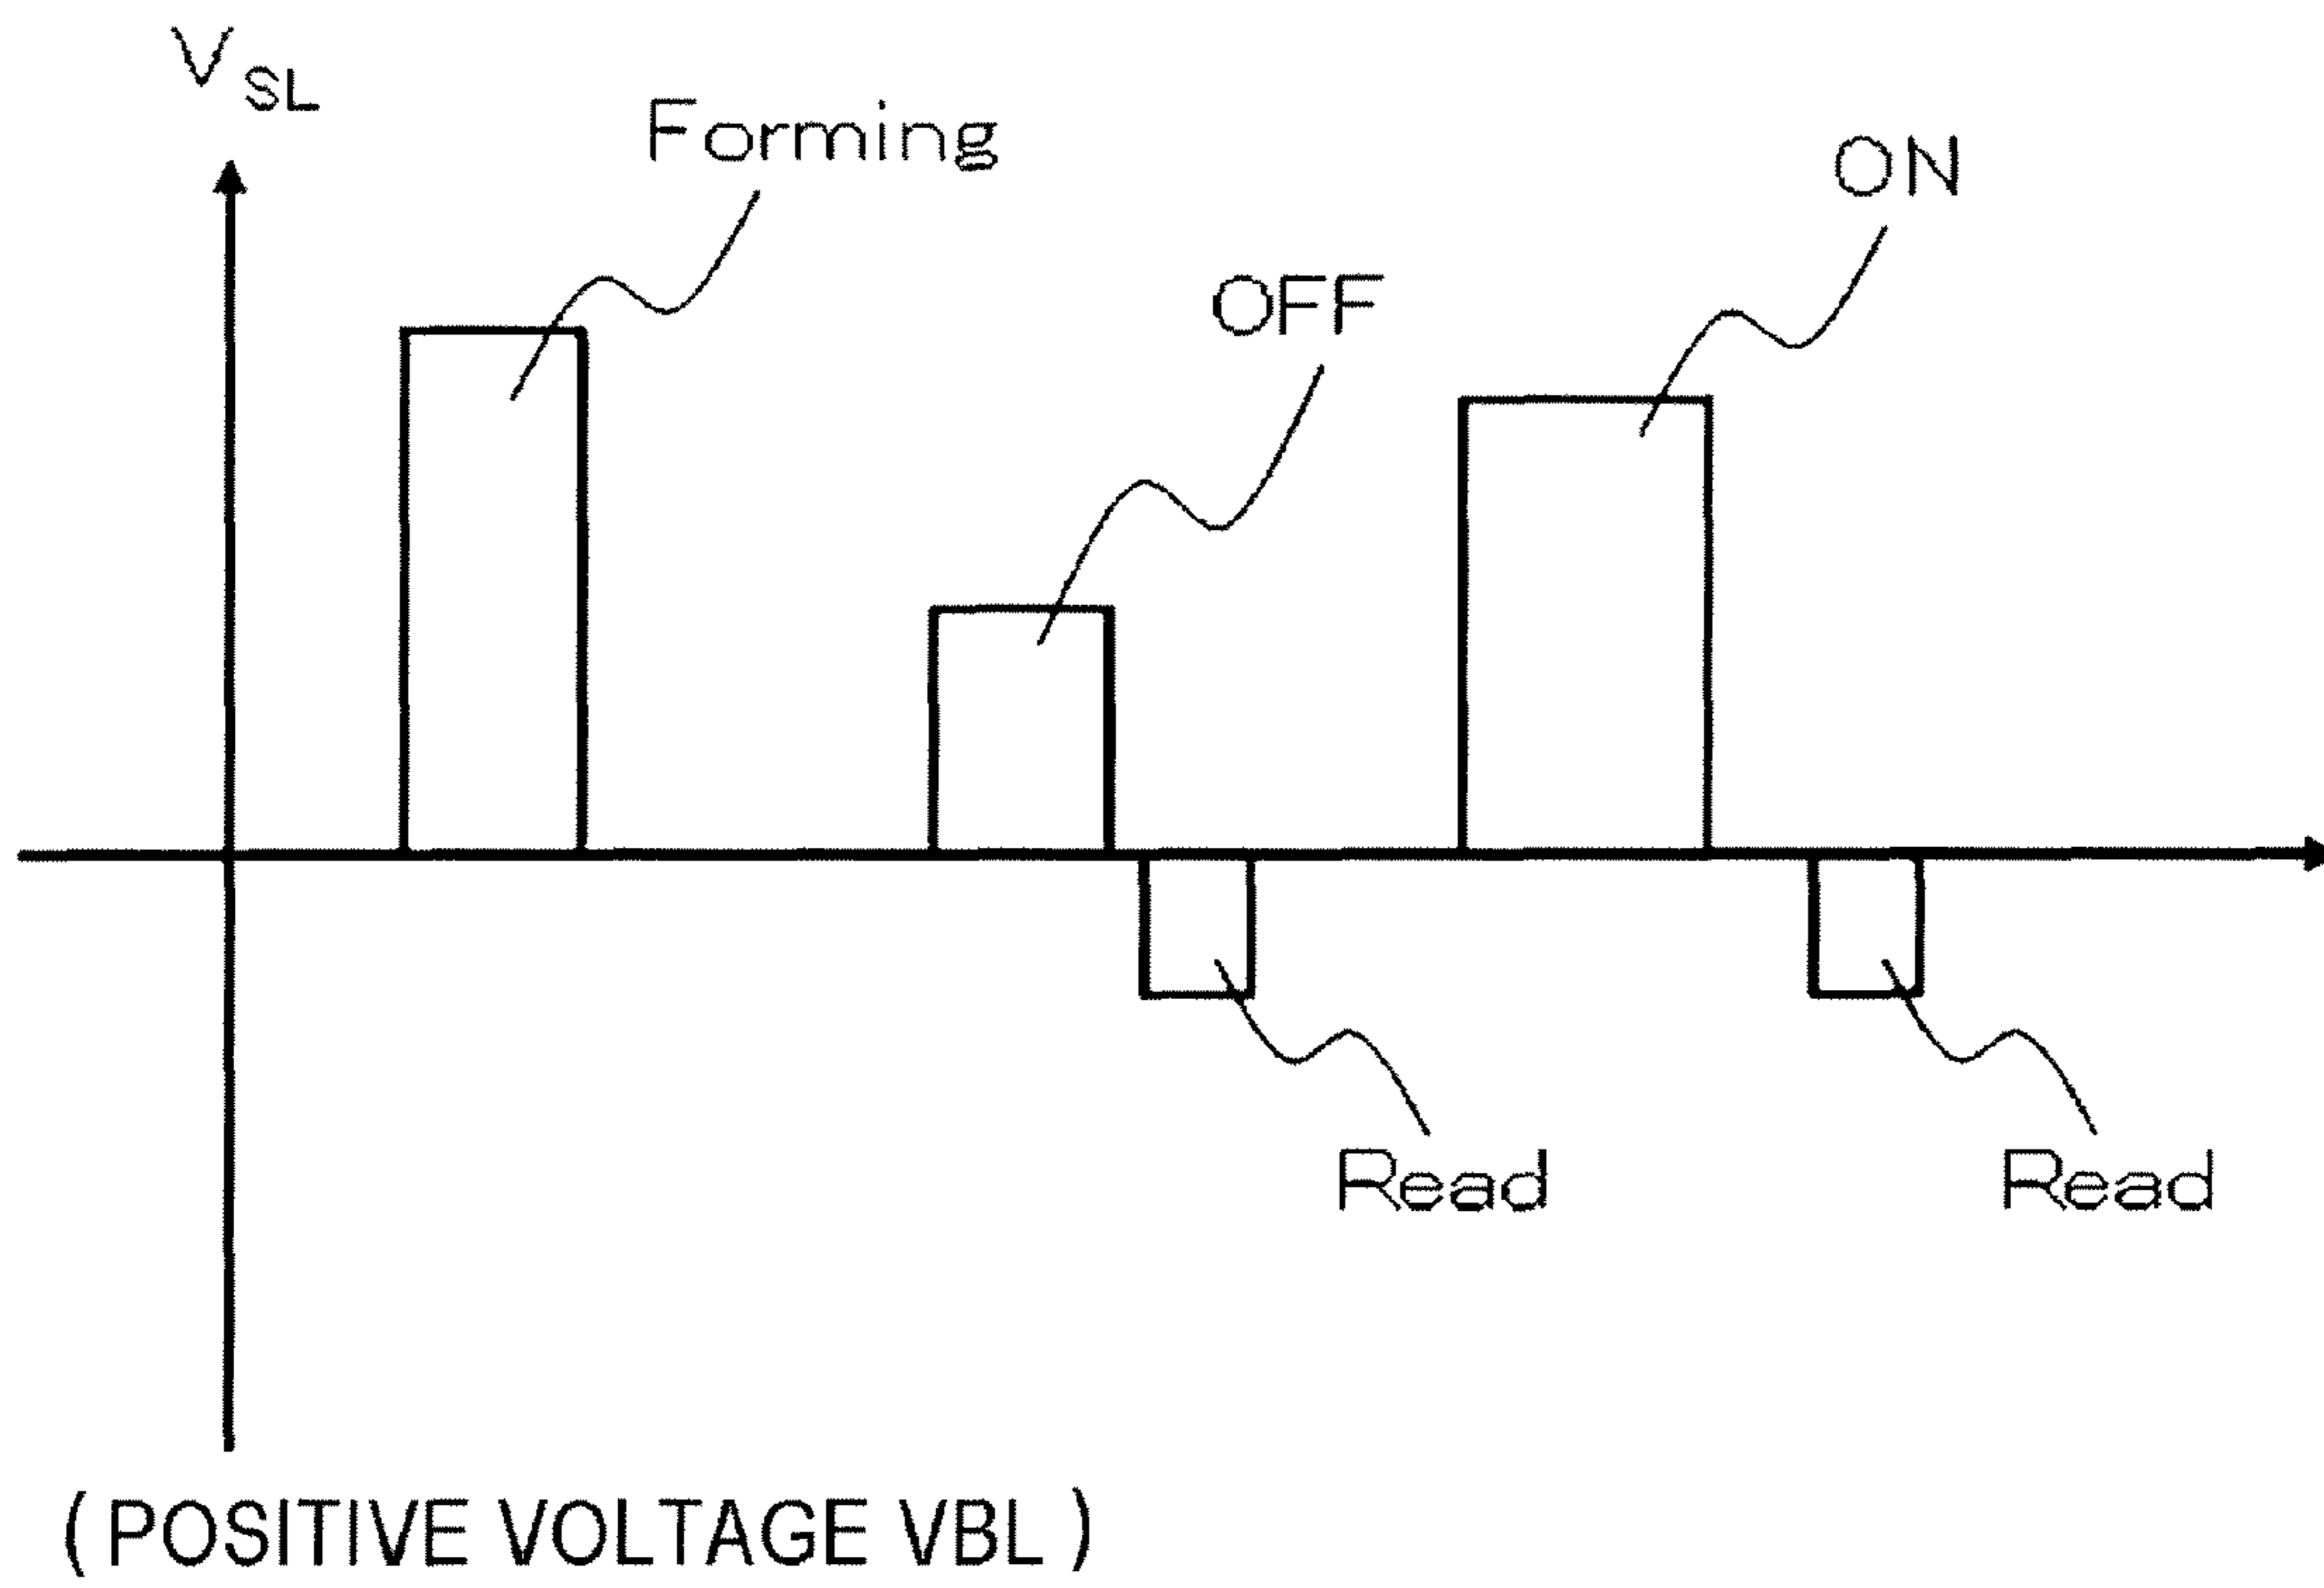 V_SL
Forming
ON
OFF
Read
Read
( POSITIVE VOLTAGE VBL )